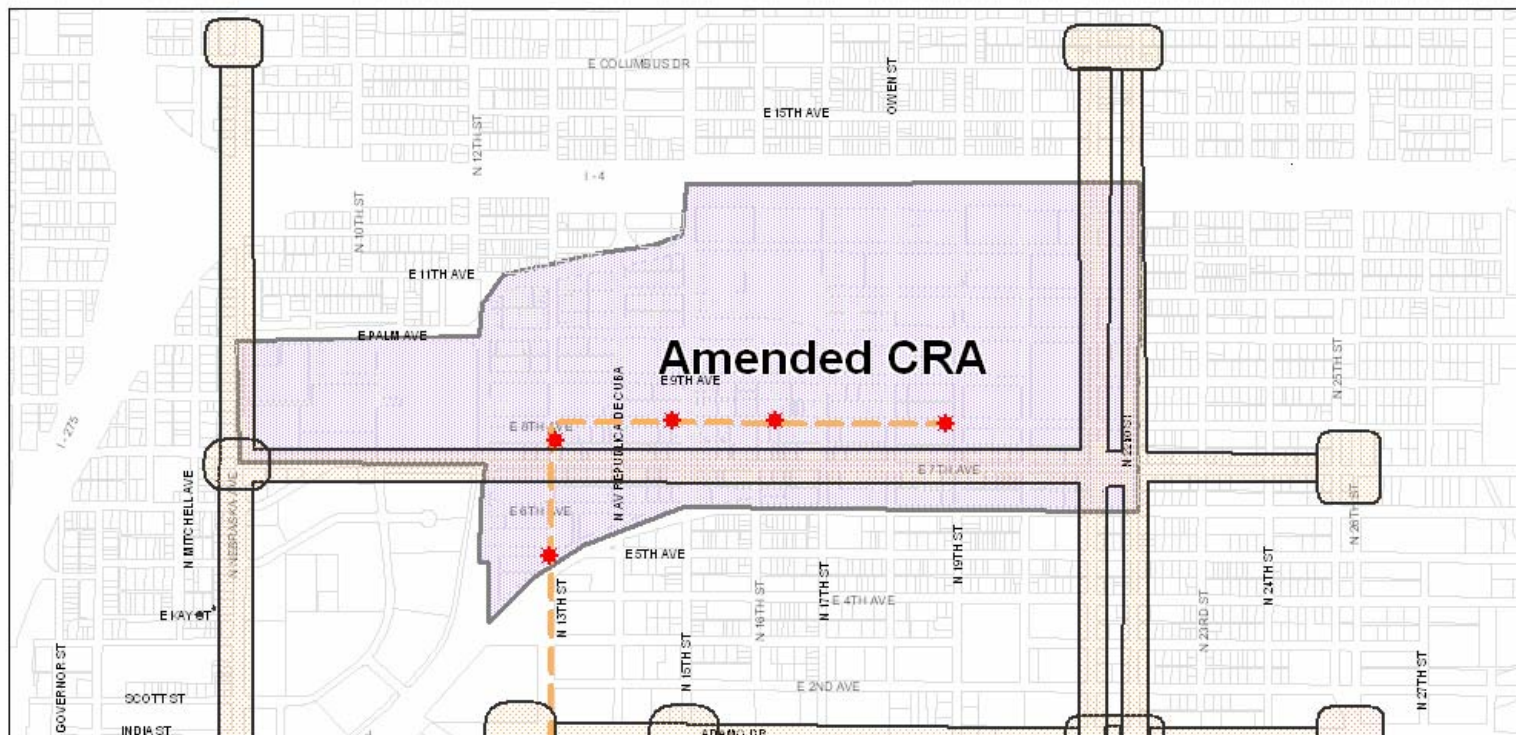 E COLUMBUS DR
OWEN ST
E 15TH AVE
N 12TH ST
I - 4
N 10TH ST
E 11TH AVE
E PALM AVE
Amended CRA
E 9TH AVE
N 25TH ST
N AV REPUBLICA DE CUBA
E 8TH AVE
I - 275
N 22ND ST
E 7TH AVE
N MITCHELL AVE
N NEBRASKA AVE
E 6TH AVE
N 26TH ST
E 5TH AVE
N 19TH ST
N 24TH ST
N 13TH ST
N 17TH ST
N 16TH ST
E 4TH AVE
N 23RD ST
E KAY ST
GOVERNOR ST
N 15TH ST
N 27TH ST
SCOTT ST
E 2ND AVE
INDIA ST
ADAMO DR